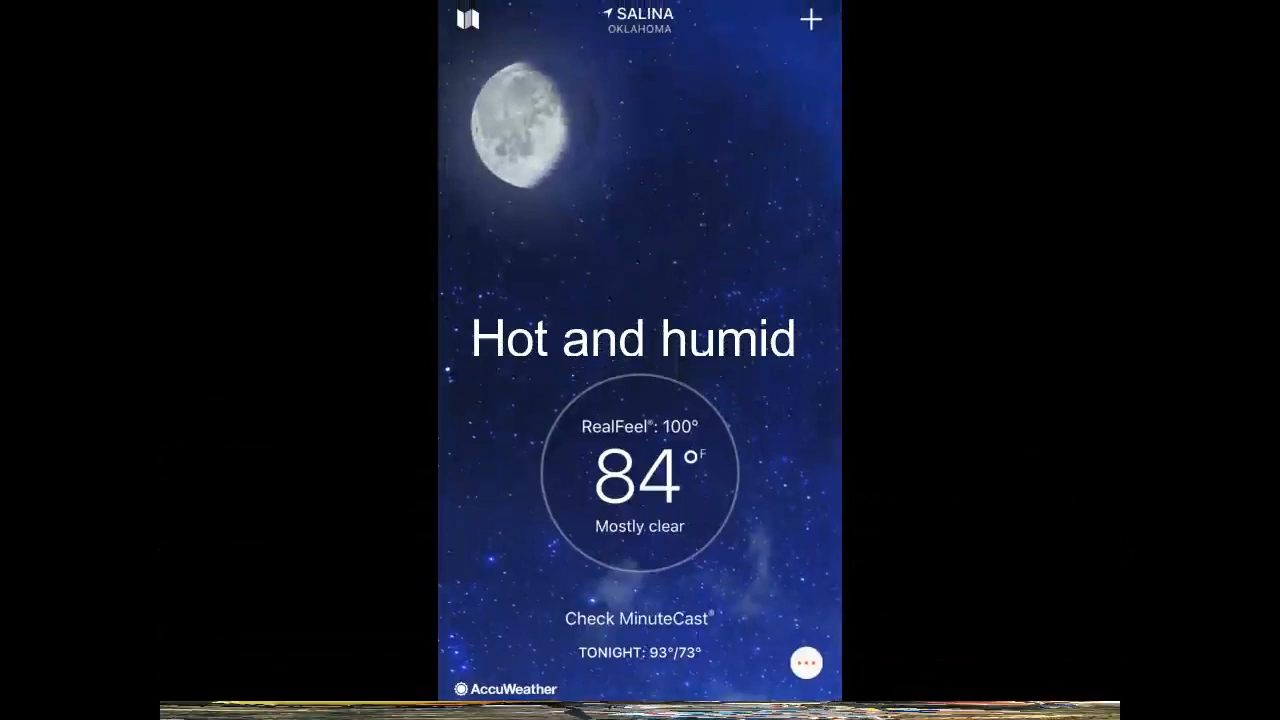 SALINA
OKLAHOMA
Hot and humid
RealFeel®: 100°
84°F
Mostly clear
Check MinuteCast®
TONIGHT: 93°/73°
AccuWeather